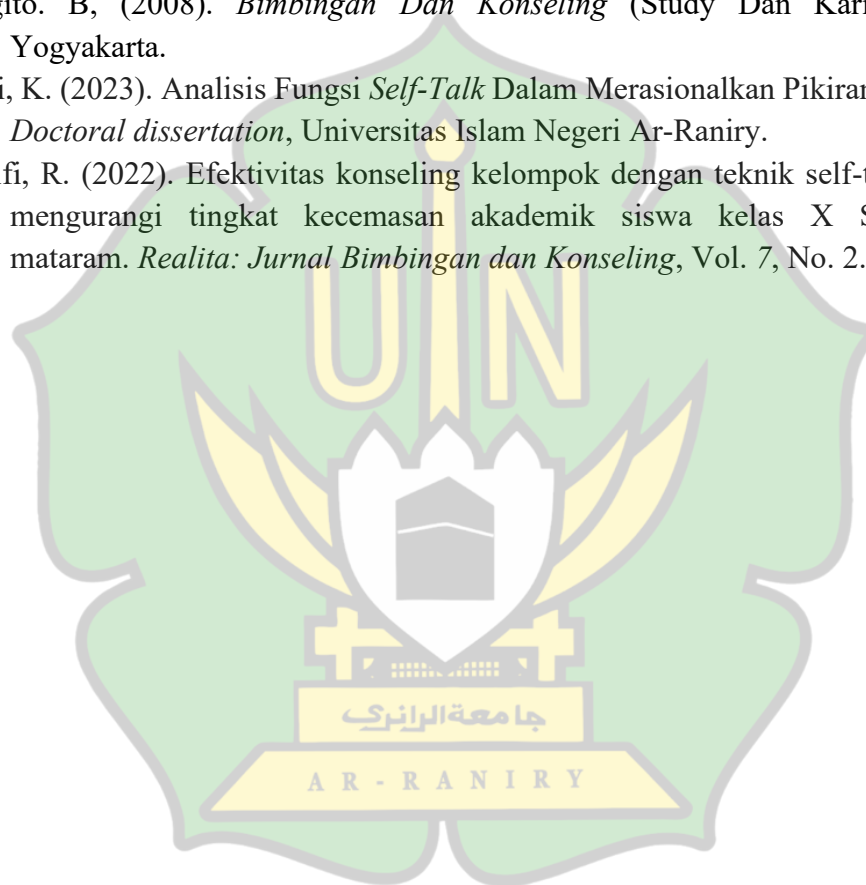 gito. B, (2008). Bimbingan Dan Konseling (Study Dan Kari
Yogyakarta.
i, K. (2023). Analisis Fungsi Self-Talk Dalam Merasionalkan Pikiran
Doctoral dissertation, Universitas Islam Negeri Ar-Raniry.
lfi, R. (2022). Efektivitas konseling kelompok dengan teknik self-t
mengurangi tingkat kecemasan akademik siswa kelas X S
mataram. Realita: Jurnal Bimbingan dan Konseling, Vol. 7, No. 2.
UIN
جامعة الرانري
AR-RANIRY